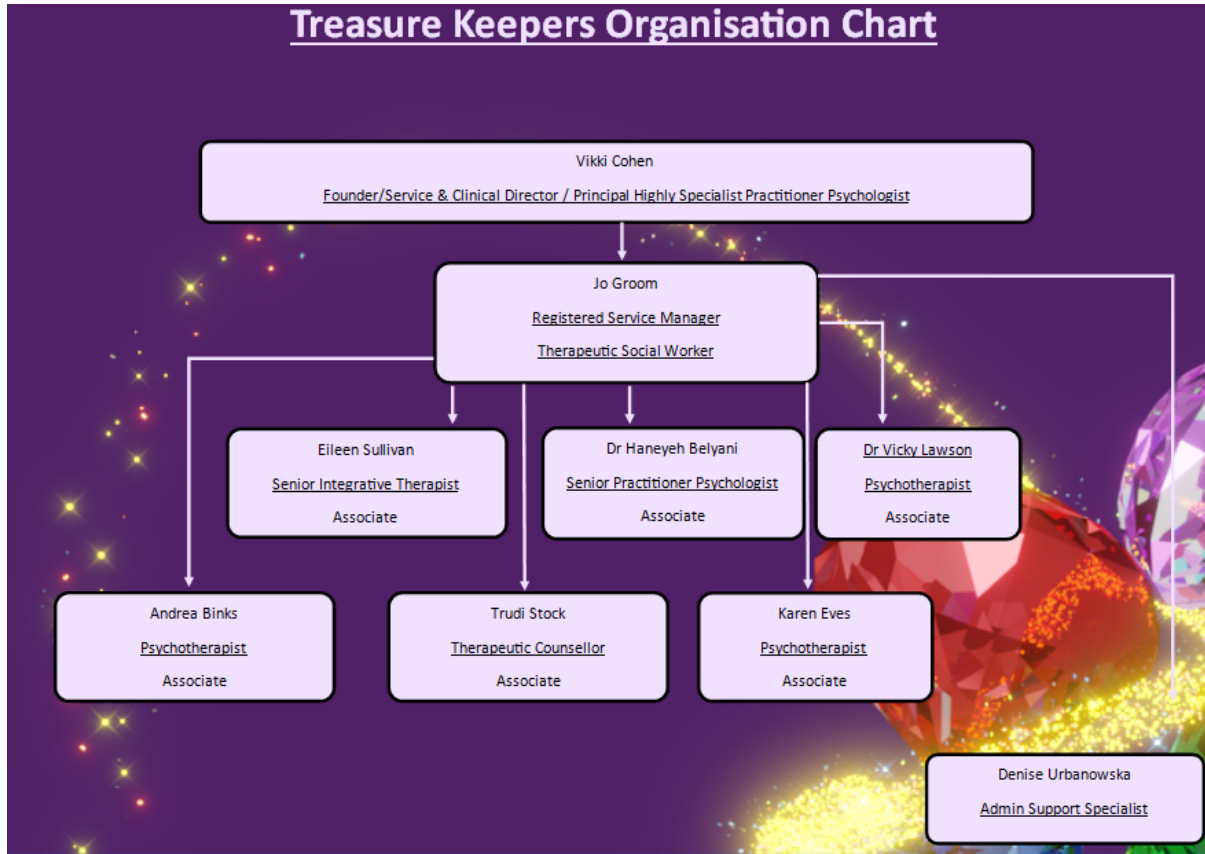 Treasure Keepers Organisation Chart
Vikki Cohen
Founder/Service & Clinical Director / Principal Highly Specialist Practitioner Psychologist
Jo Groom
Registered Service Manager
Therapeutic Social Worker
Eileen Sullivan
Senior Integrative Therapist
Associate
Dr Haneyeh Belyani
Senior Practitioner Psychologist
Associate
Dr Vicky Lawson
Psychotherapist
Associate
Andrea Binks
Psychotherapist
Associate
Trudi Stock
Therapeutic Counsellor
Associate
Karen Eves
Psychotherapist
Associate
Denise Urbanowska
Admin Support Specialist